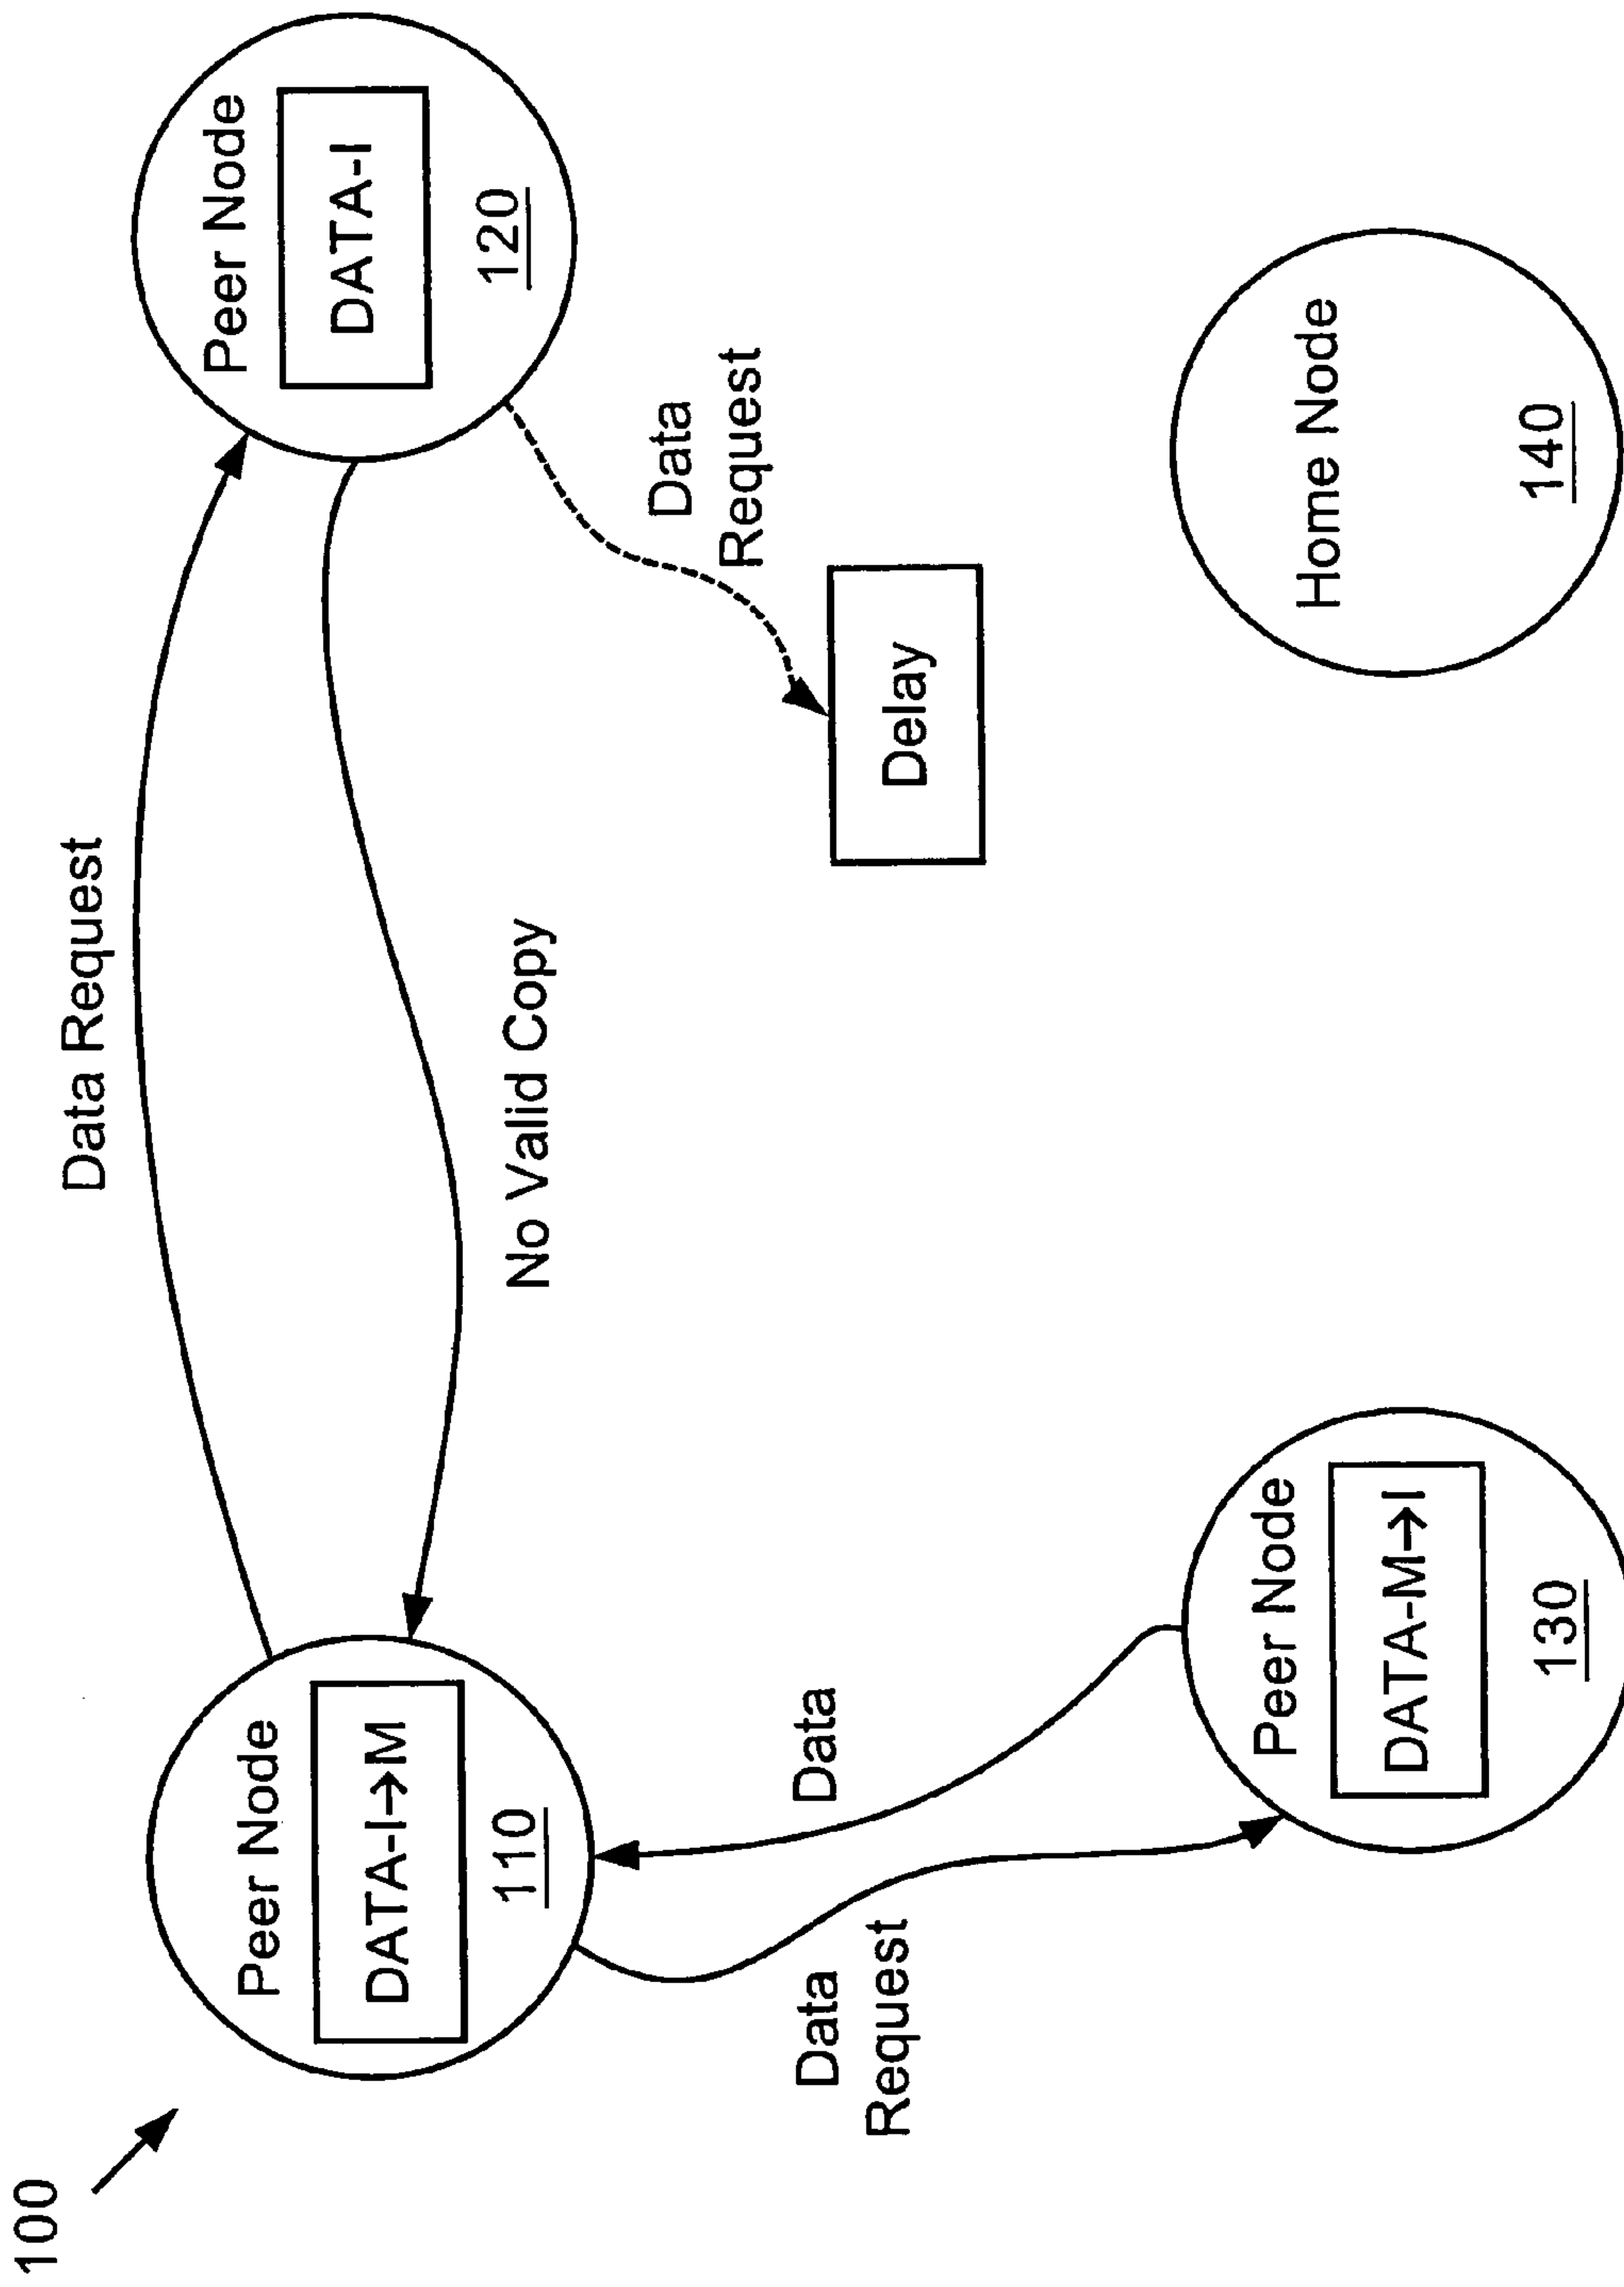 100
Peer Node
DATA-I→M
110
Data Request
No Valid Copy
Peer Node
DATA-I
120
Data
Request
Data
Data
Request
Delay
Peer Node
DATA-M→I
130
Home Node
140